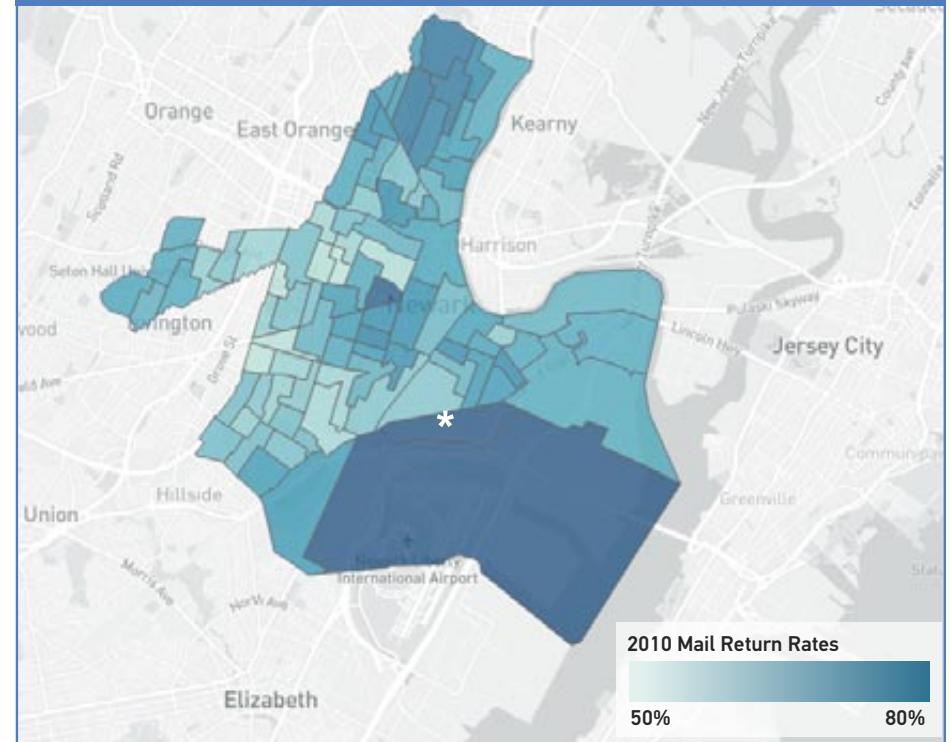 Orange
East Orange
Kearny
New Jersey Turnpike
County Ave
Scotland Rd
Harrison
Turnpike
Seton Hall
Newark
Pulaski Skyway
Lincoln Hwy
Jersey City
Grove St
*
Hillside
Greenville
Union
International Airport
Morris Ave
North Ave
Elizabeth
2010 Mail Return Rates
50%
80%